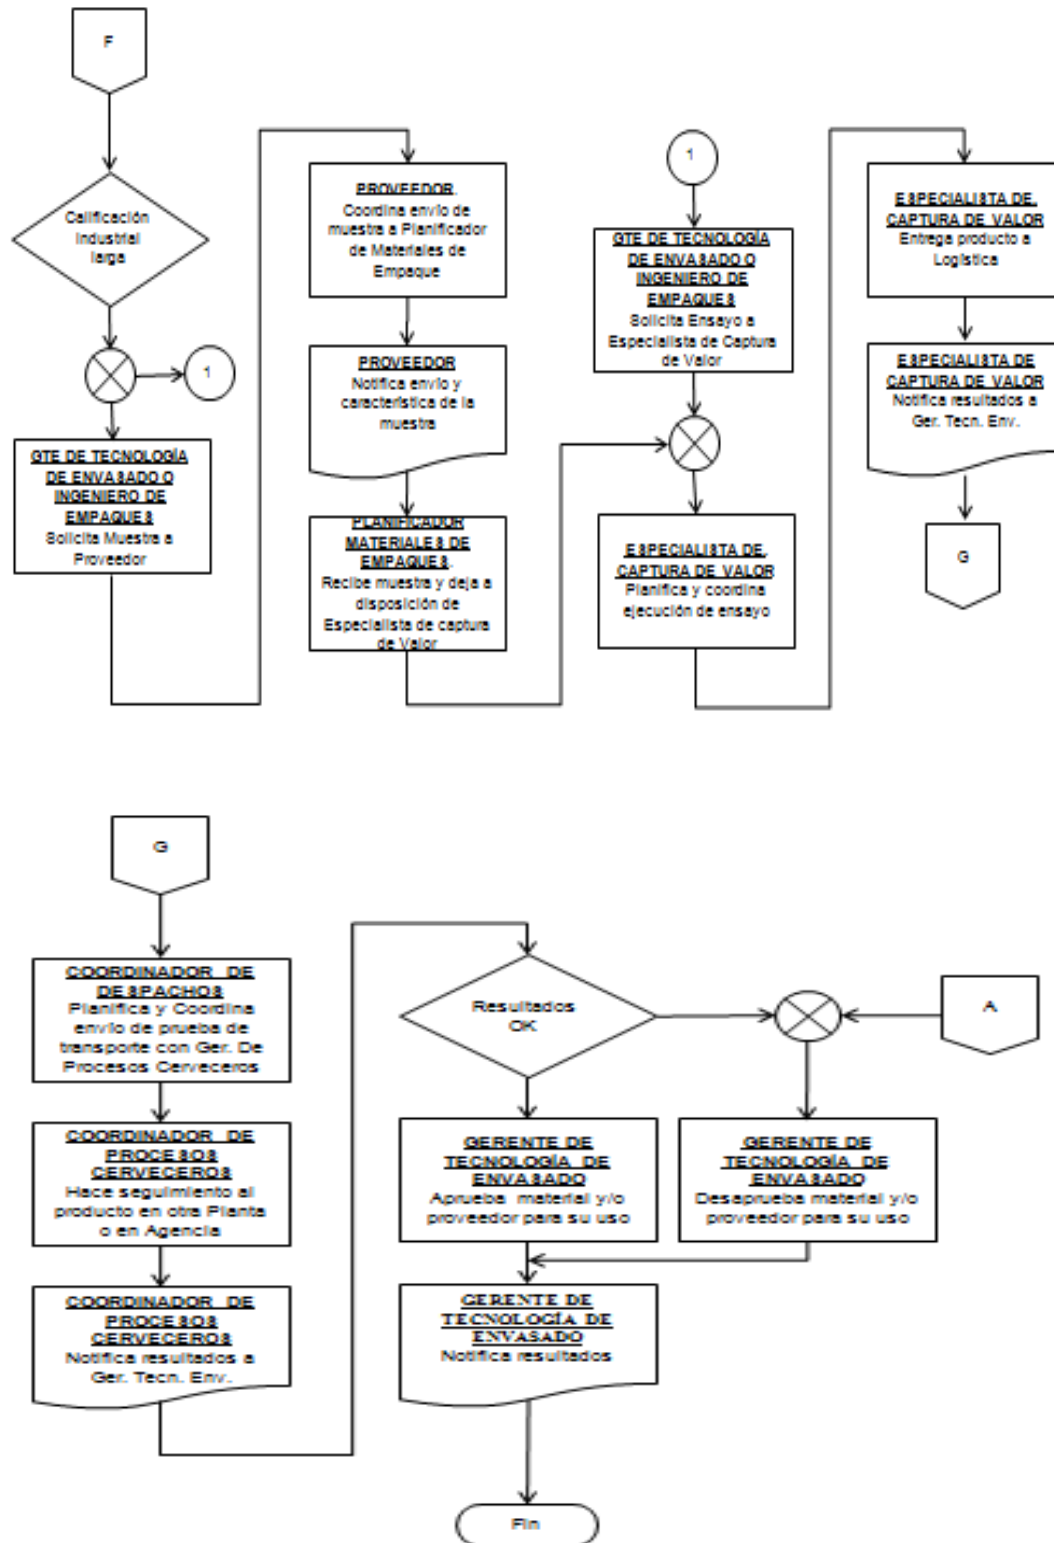 F
Calificación
Industrial
larga
1
GTE DE TECNOLOGÍA
DE ENVASADO O
INGENIERO DE
EMPAQUES
Solicita Muestra a
Proveedor
PROVEEDOR.
Coordina envío de
muestra a Planificador
de Materiales de
Empaque
PROVEEDOR
Notifica envío y
característica de la
muestra
PLANIFICADOR
MATERIALES DE
EMPAQUES.
Recibe muestra y deja a
disposición de
Especialista de captura
de Valor
1
GTE DE TECNOLOGÍA
DE ENVASADO O
INGENIERO DE
EMPAQUES
Solicita Ensayo a
Especialista de Captura
de Valor
ESPECIALISTA DE.
CAPTURA DE VALOR
Planifica y coordina
ejecución de ensayo
ESPECIALISTA DE.
CAPTURA DE VALOR
Entrega producto a
Logística
ESPECIALISTA DE
CAPTURA DE VALOR
Notifica resultados a
Ger. Tecn. Env.
G
G
COORDINADOR DE
DESPACHOS
Planifica y Coordina
envío de prueba de
transporte con Ger. De
Procesos Cerveceros
COORDINADOR DE
PROCESOS
CERVECEROS
Hace seguimiento al
producto en otra Planta
o en Agencia
COORDINADOR DE
PROCESOS
CERVECEROS
Notifica resultados a
Ger. Tecn. Env.
Resultados
OK
A
GERENTE DE
TECNOLOGÍA DE
ENVASADO
Aprueba material y/o
proveedor para su uso
GERENTE DE
TECNOLOGÍA DE
ENVASADO
Desaprueba material y/o
proveedor para su uso
GERENTE DE
TECNOLOGÍA DE
ENVASADO
Notifica resultados
Fin